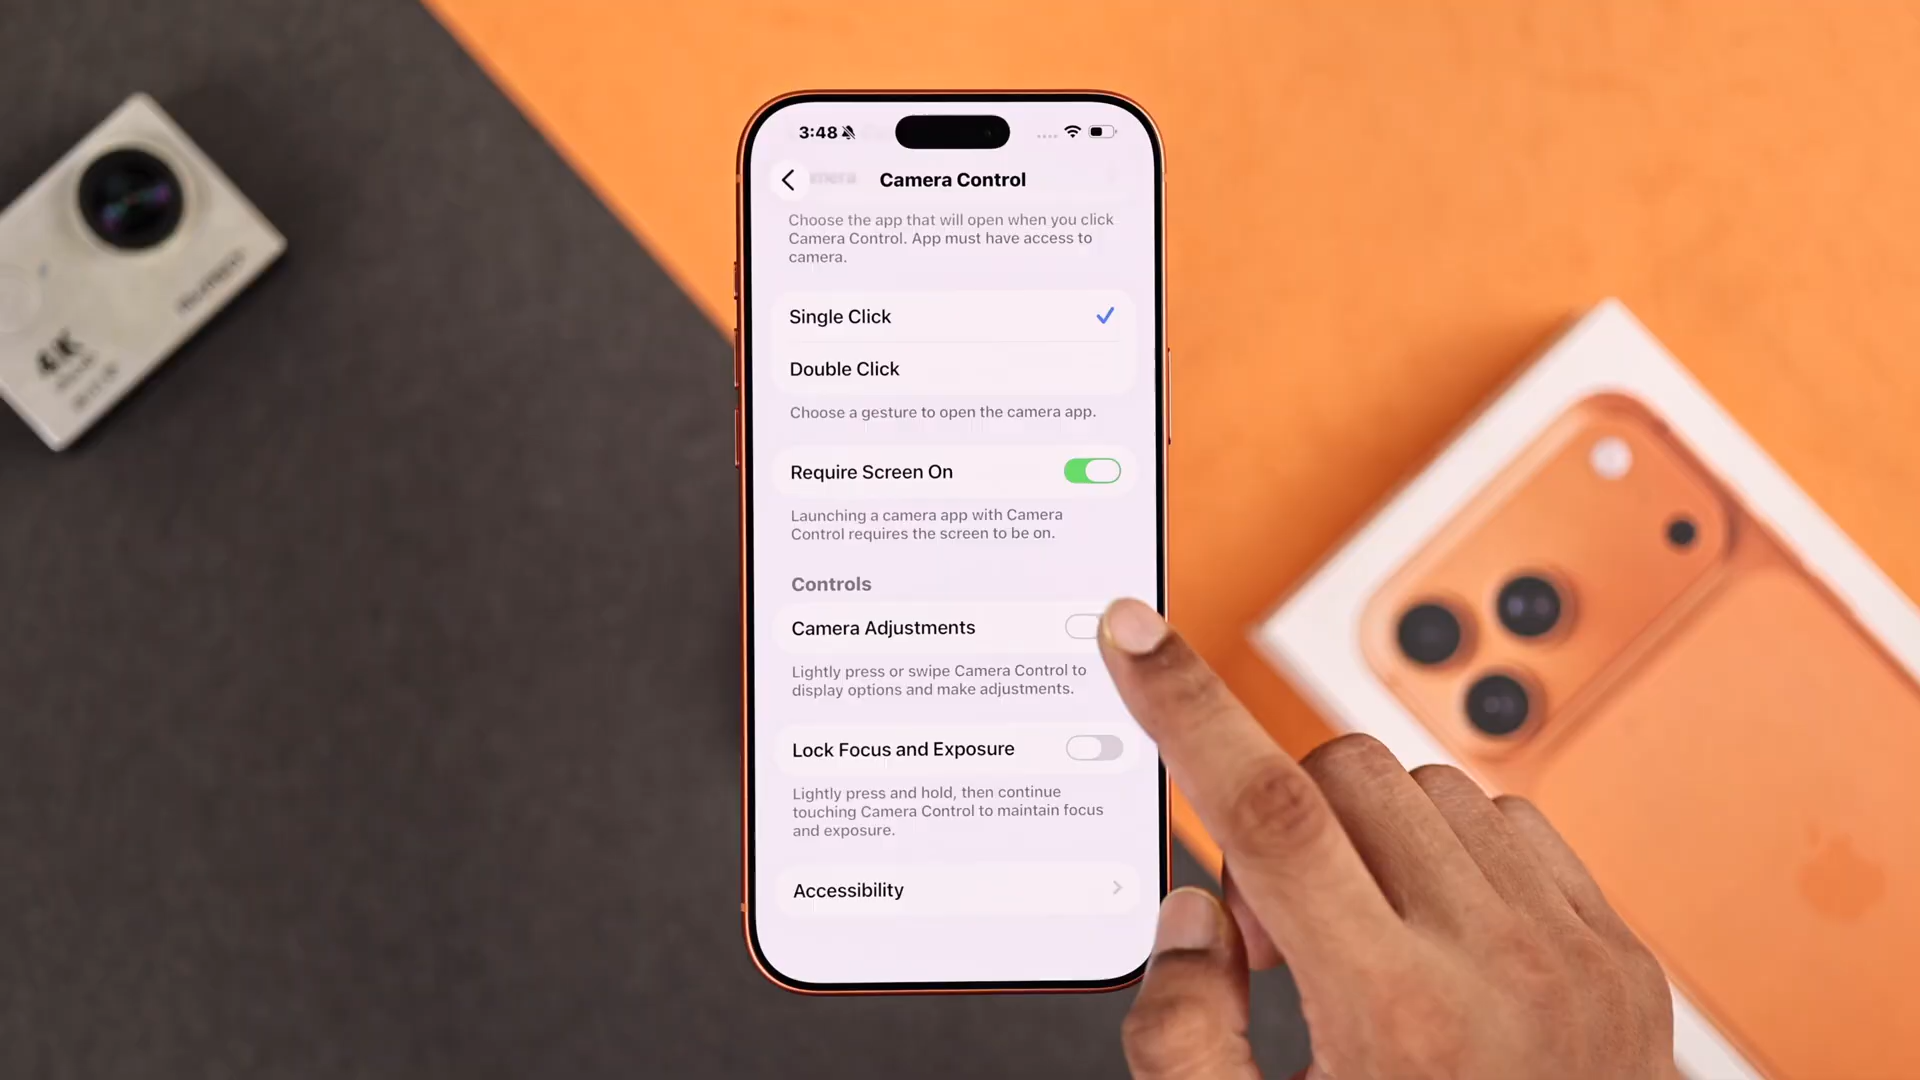 3:48
Camera Control
Choose the app that will open when you click
Camera Control. App must have access to
camera.
Single Click
Double Click
Choose a gesture to open the camera app.
Require Screen On
Launching a camera app with Camera
Control requires the screen to be on.
Controls
Camera Adjustments
Lightly press or swipe Camera Control to
display options and make adjustments.
Lock Focus and Exposure
Lightly press and hold, then continue
touching Camera Control to maintain focus
and exposure.
Accessibility
4K